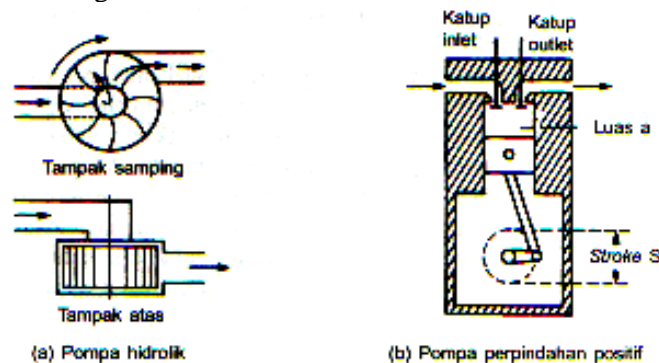 Katup inlet
Katup outlet
Luas a
Tampak samping
Stroke S
Tampak atas
(a) Pompa hidrolik
(b) Pompa perpindahan positif